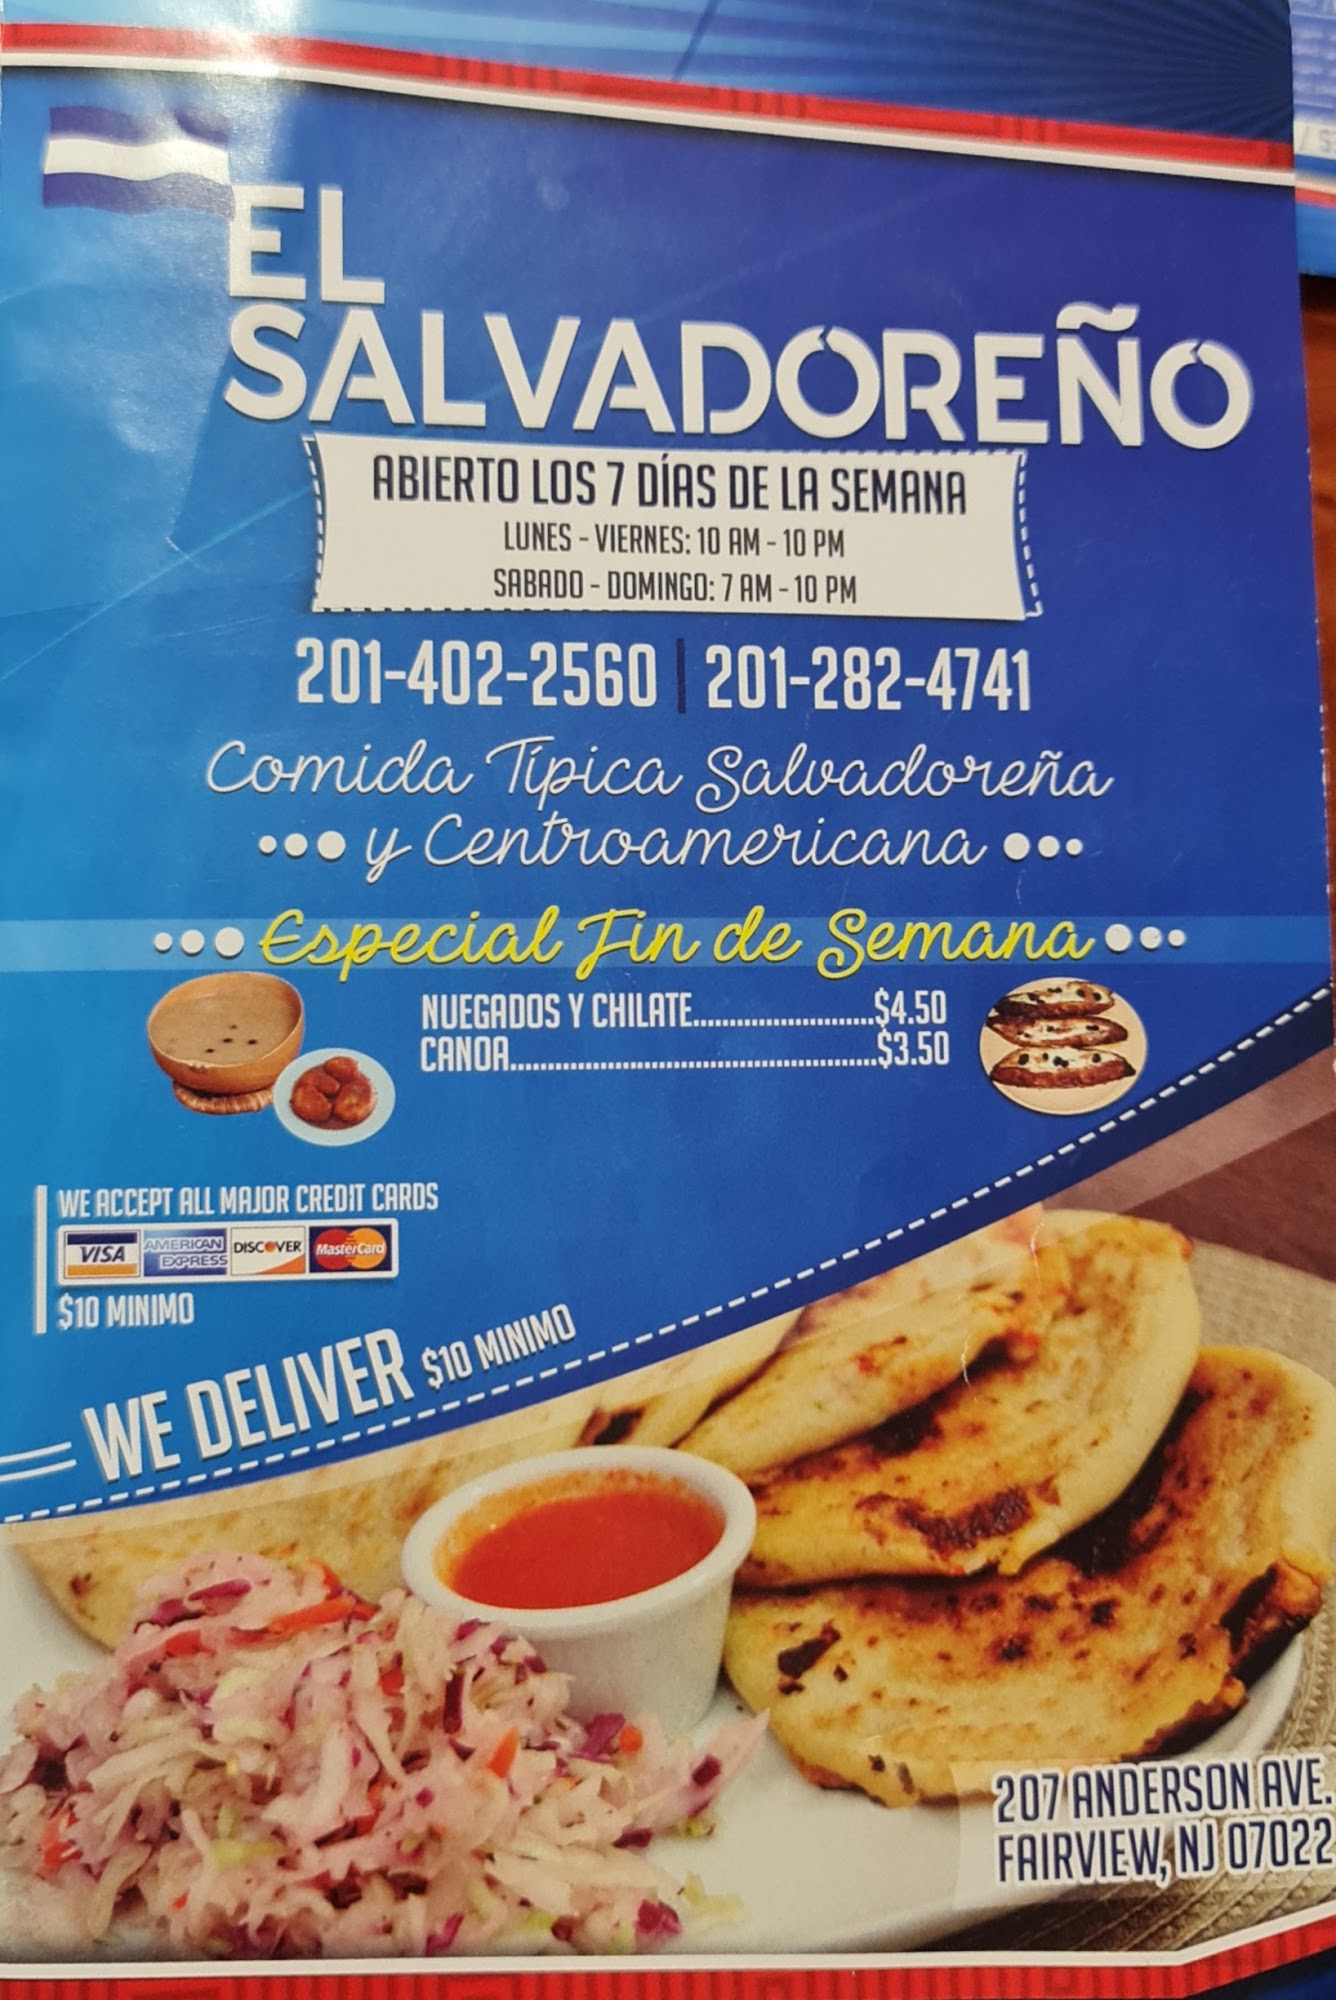 EL
SALVADOREÑO
ABIERTO LOS 7 DÍAS DE LA SEMANA
LUNES - VIERNES: 10 AM - 10 PM
SABADO - DOMINGO: 7 AM - 10 PM
201-402-2560 | 201-282-4741
Comida Típica Salvadoreña
••• y Centroamericana •••
••• Especial Fin de Semana •••
NUEGADOS Y CHILATE.........................$4.50
CANOA..................................................$3.50
WE ACCEPT ALL MAJOR CREDIT CARDS
VISA AMERICAN EXPRESS DISCOVER MasterCard
$10 MINIMO
WE DELIVER $10 MINIMO
207 ANDERSON AVE.
FAIRVIEW, NJ 07022